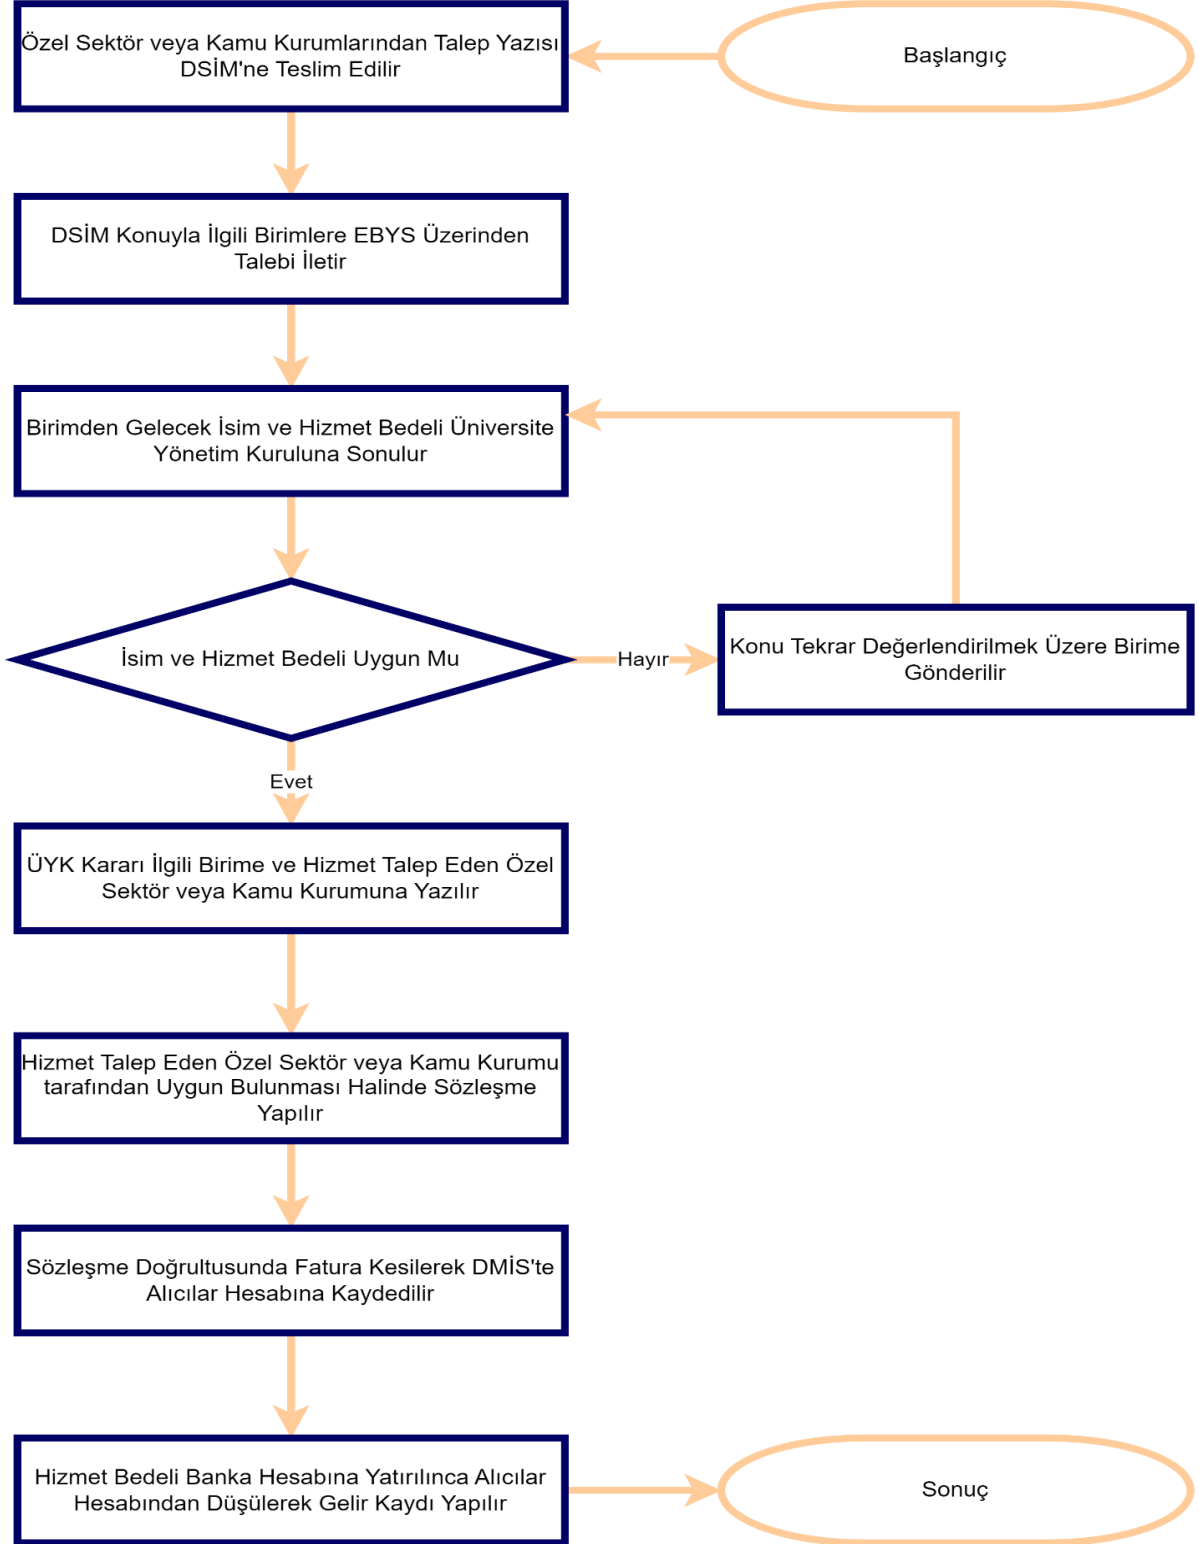 Başlangıç
Özel Sektör veya Kamu Kurumlarından Talep Yazısı
DSİM'ne Teslim Edilir
DSİM Konuyla İlgili Birimlere EBYS Üzerinden
Talebi İletir
Birimden Gelecek İsim ve Hizmet Bedeli Üniversite
Yönetim Kuruluna Sonulur
İsim ve Hizmet Bedeli Uygun Mu
Hayır
Konu Tekrar Değerlendirilmek Üzere Birime
Gönderilir
Evet
ÜYK Kararı İlgili Birime ve Hizmet Talep Eden Özel
Sektör veya Kamu Kurumuna Yazılır
Hizmet Talep Eden Özel Sektör veya Kamu Kurumu
tarafından Uygun Bulunması Halinde Sözleşme
Yapılır
Sözleşme Doğrultusunda Fatura Kesilerek DMİS'te
Alıcılar Hesabına Kaydedilir
Hizmet Bedeli Banka Hesabına Yatırılınca Alıcılar
Hesabından Düşülerek Gelir Kaydı Yapılır
Sonuç